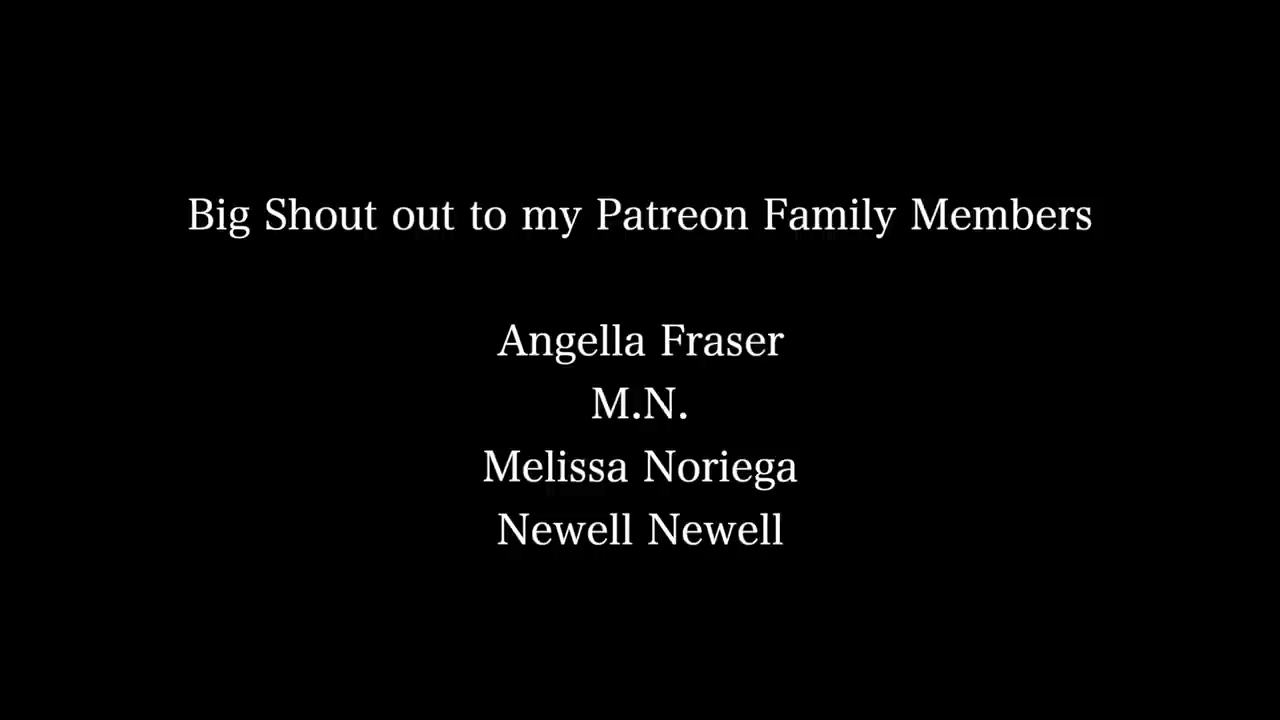 Big Shout out to my Patreon Family Members
Angella Fraser
M.N.
Melissa Noriega
Newell Newell